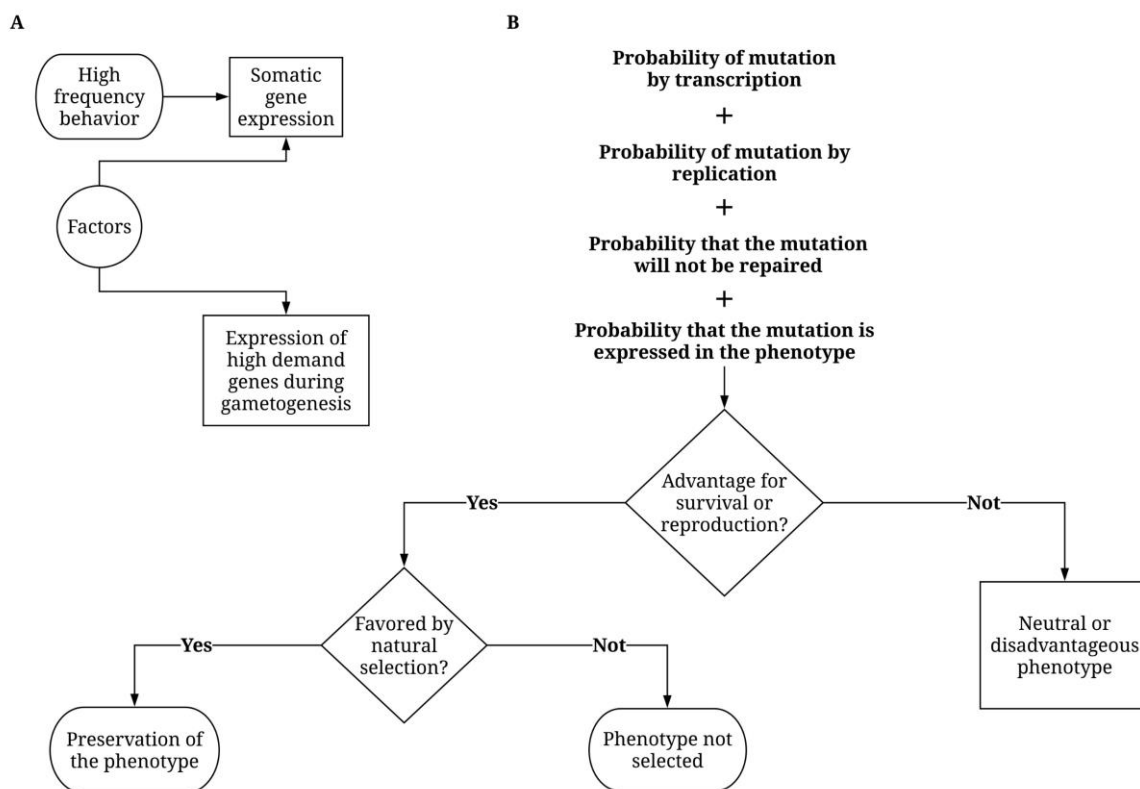 A
High
frequency
behavior
Somatic
gene
expression
Factors
Expression of
high demand
genes during
gametogenesis
B
Probability of mutation
by transcription
+
Probability of mutation by
replication
+
Probability that the mutation
will not be repaired
+
Probability that the mutation is
expressed in the phenotype
Advantage for
survival or
reproduction?
Yes
Not
Favored by
natural
selection?
Neutral or
disadvantageous
phenotype
Yes
Not
Preservation of
the phenotype
Phenotype not
selected